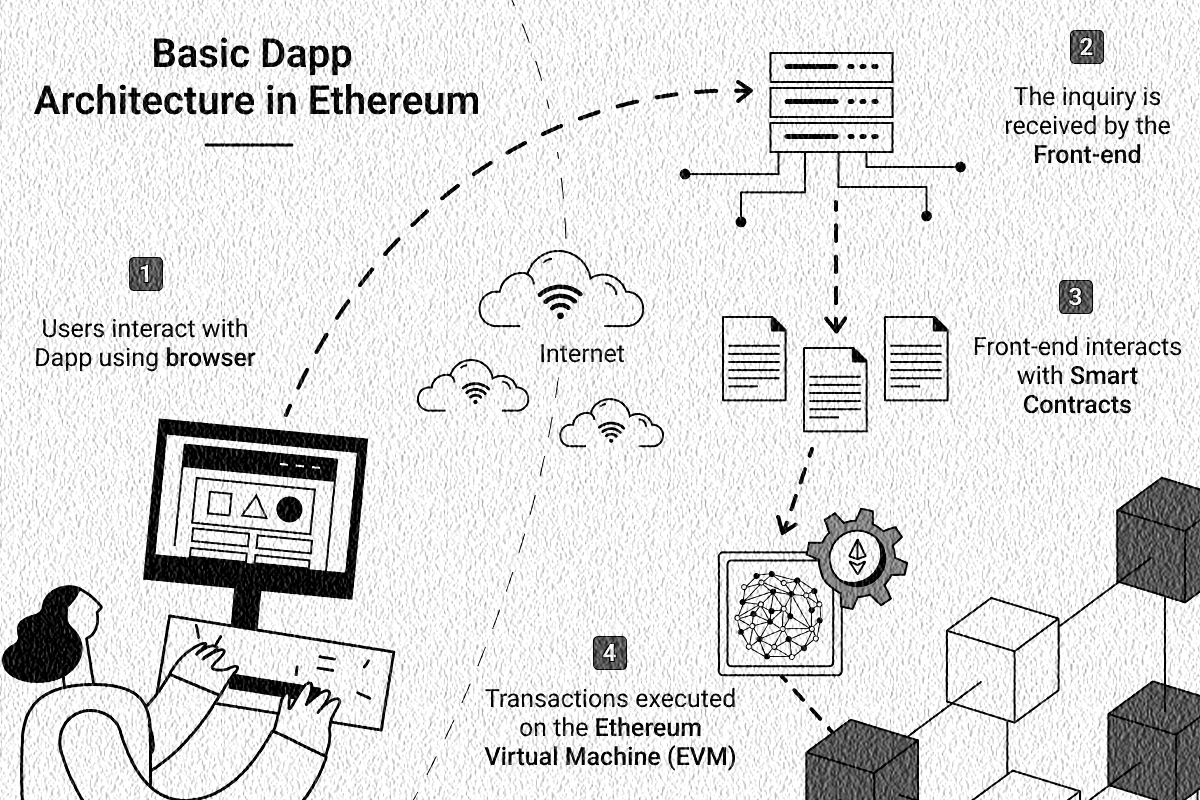 Basic Dapp
Architecture in Ethereum
1
Users interact with
Dapp using browser
Internet
2
The inquiry is
received by the
Front-end
3
Front-end interacts
with Smart
Contracts
4
Transactions executed
on the Ethereum
Virtual Machine (EVM)